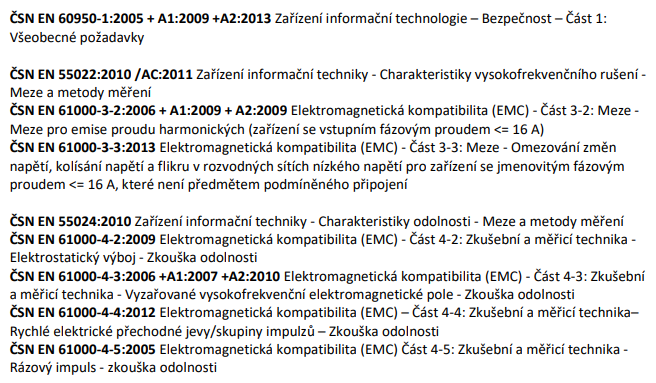 ČSN EN 60950-1:2005 + A1:2009 +A2:2013 Zařízení informační technologie – Bezpečnost – Část 1:
Všeobecné požadavky
ČSN EN 55022:2010 /AC:2011 Zařízení informační techniky - Charakteristiky vysokofrekvenčního rušení -
Meze a metody měření
ČSN EN 61000-3-2:2006 + A1:2009 + A2:2009 Elektromagnetická kompatibilita (EMC) - Část 3-2: Meze -
Meze pro emise proudu harmonických (zařízení se vstupním fázovým proudem <= 16 A)
ČSN EN 61000-3-3:2013 Elektromagnetická kompatibilita (EMC) - Část 3-3: Meze - Omezování změn
napětí, kolísání napětí a flikru v rozvodných sítích nízkého napětí pro zařízení se jmenovitým fázovým
proudem <= 16 A, které není předmětem podmíněného připojení
ČSN EN 55024:2010 Zařízení informační techniky - Charakteristiky odolnosti - Meze a metody měření
ČSN EN 61000-4-2:2009 Elektromagnetická kompatibilita (EMC) - Část 4-2: Zkušební a měřicí technika -
Elektrostatický výboj - Zkouška odolnosti
ČSN EN 61000-4-3:2006 +A1:2007 +A2:2010 Elektromagnetická kompatibilita (EMC) - Část 4-3: Zkušební
a měřicí technika - Vyzařované vysokofrekvenční elektromagnetické pole - Zkouška odolnosti
ČSN EN 61000-4-4:2012 Elektromagnetická kompatibilita (EMC) – Část 4-4: Zkušební a měřicí technika–
Rychlé elektrické přechodné jevy/skupiny impulzů – Zkouška odolnosti
ČSN EN 61000-4-5:2005 Elektromagnetická kompatibilita (EMC) Část 4-5: Zkušební a měřicí technika -
Rázový impuls - zkouška odolnosti